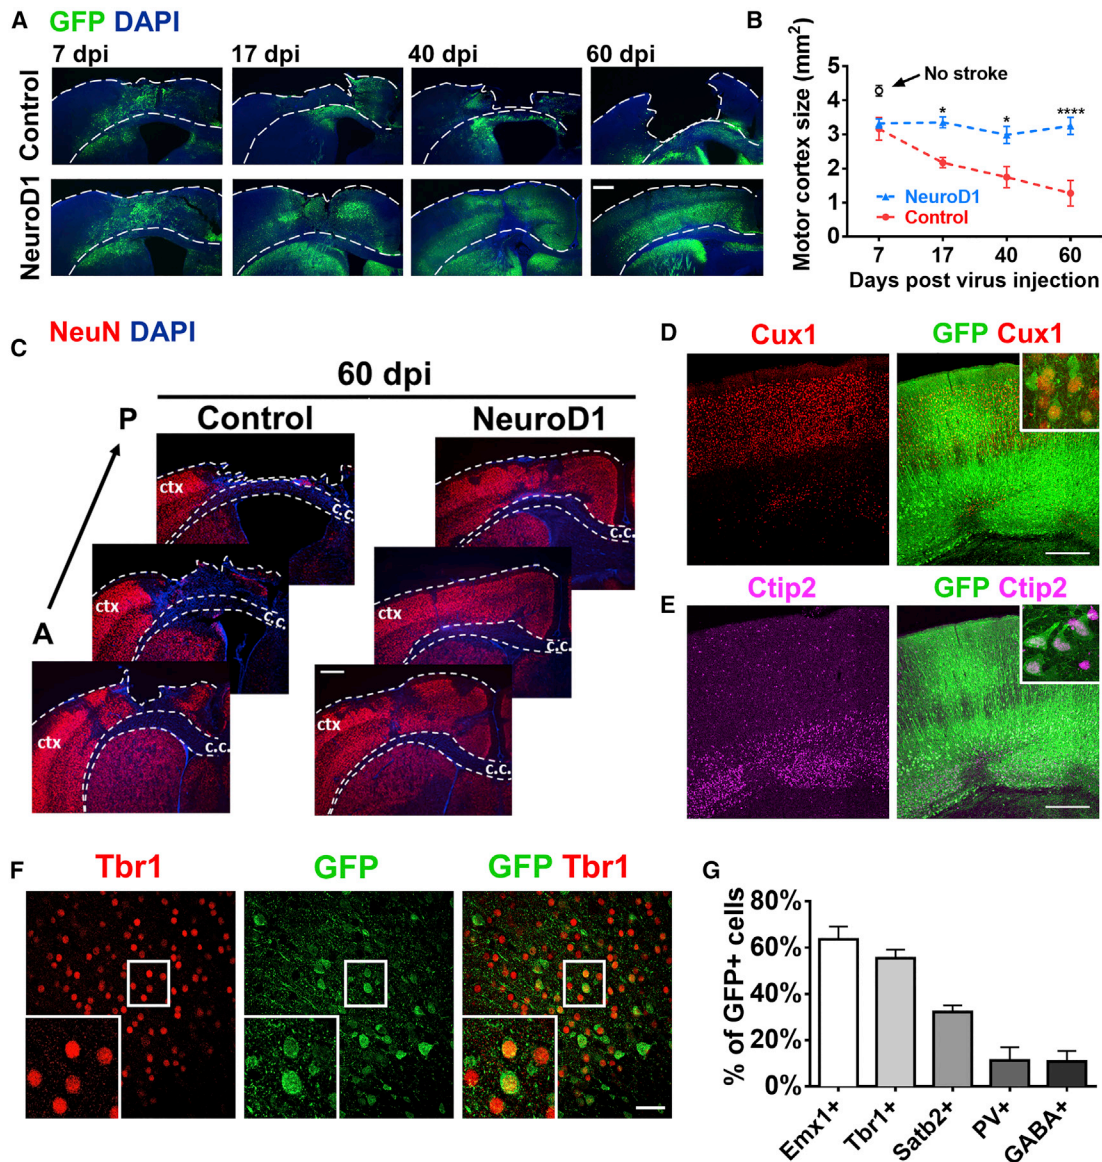 A
GFP DAPI
7 dpi 17 dpi 40 dpi 60 dpi
Control
NeuroD1
B
Motor cortex size (mm²)
5
4
3
2
1
0
No stroke
* * ****
NeuroD1
Control
7 17 40 60
Days post virus injection
C
NeuN DAPI
60 dpi
P
Control NeuroD1
ctx
c.c.
c.c.
ctx
c.c.
c.c.
A
ctx
c.c.
c.c.
D
Cux1 GFP Cux1
E
Ctip2 GFP Ctip2
F
Tbr1 GFP GFP Tbr1
G
% of GFP+ cells
80%
60%
40%
20%
0%
Emx1+ Tbr1+ Satb2+ PV+ GABA+